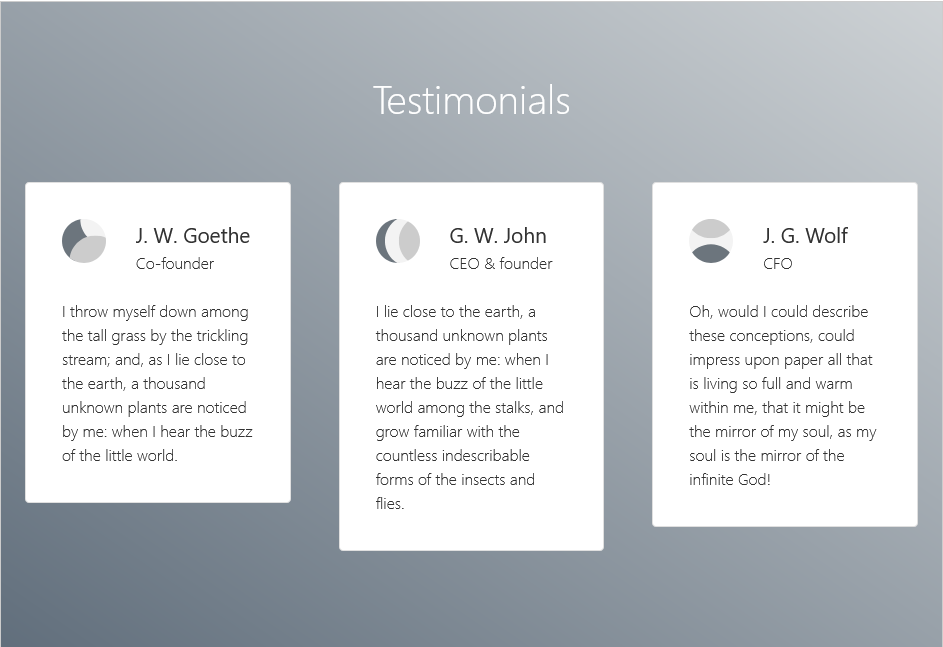 Testimonials
J. W. Goethe
Co-founder
I throw myself down among
the tall grass by the trickling
stream; and, as I lie close to
the earth, a thousand
unknown plants are noticed
by me: when I hear the buzz
of the little world.
G. W. John
CEO & founder
I lie close to the earth, a
thousand unknown plants
are noticed by me: when I
hear the buzz of the little
world among the stalks, and
grow familiar with the
countless indescribable
forms of the insects and
flies.
J. G. Wolf
CFO
Oh, would I could describe
these conceptions, could
impress upon paper all that
is living so full and warm
within me, that it might be
the mirror of my soul, as my
soul is the mirror of the
infinite God!